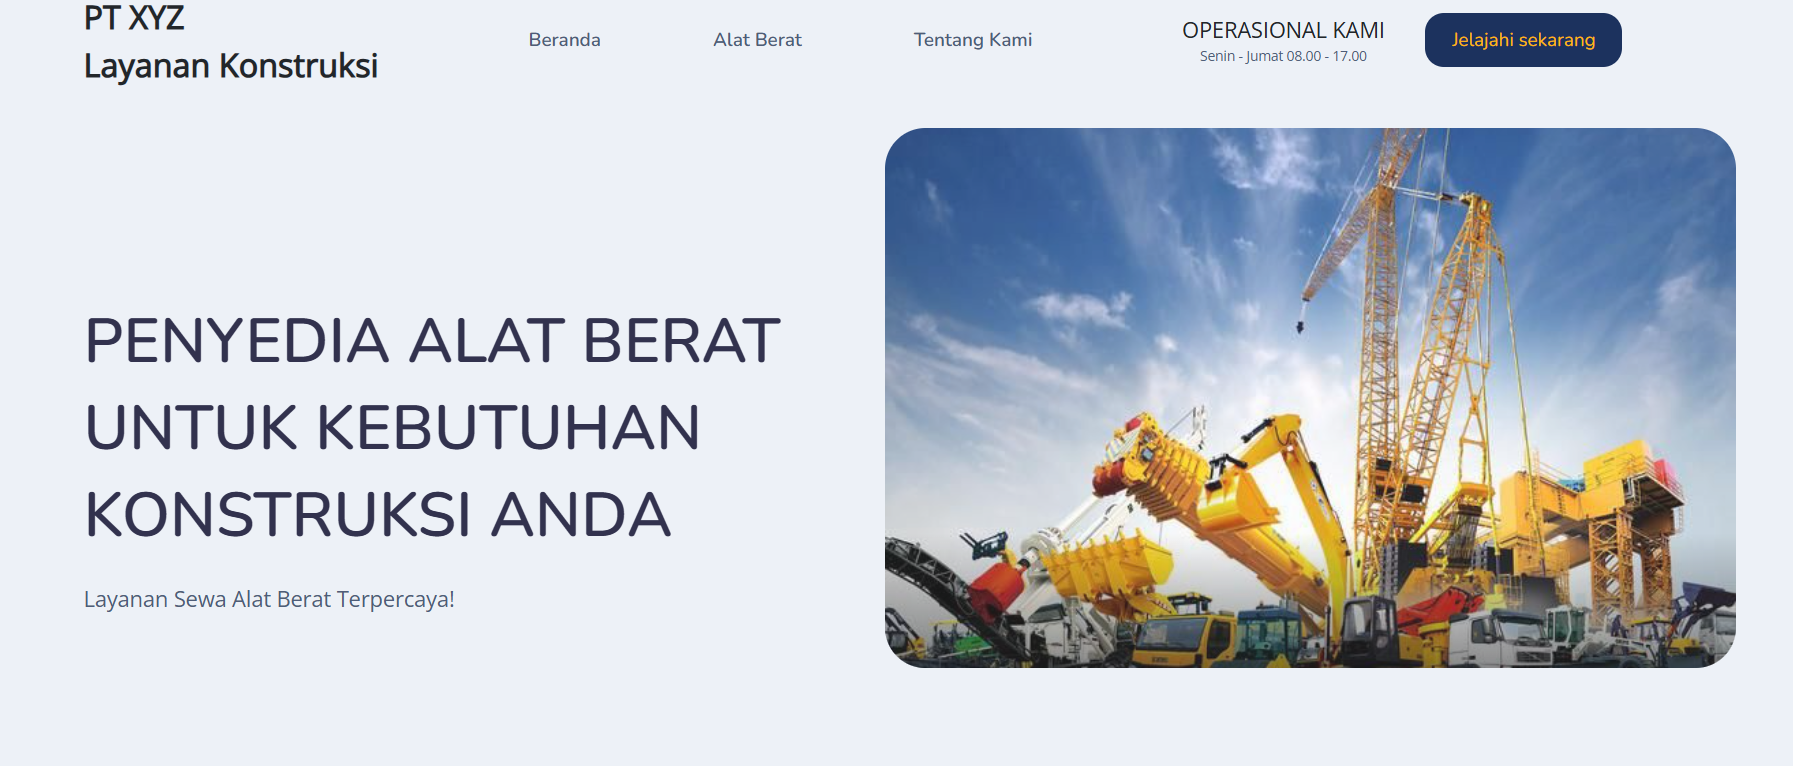 PT XYZ
Layanan Konstruksi
Beranda
Alat Berat
Tentang Kami
OPERASIONAL KAMI
Senin - Jumat 08.00 - 17.00
Jelajahi sekarang
PENYEDIA ALAT BERAT
UNTUK KEBUTUHAN
KONSTRUKSI ANDA
Layanan Sewa Alat Berat Terpercaya!